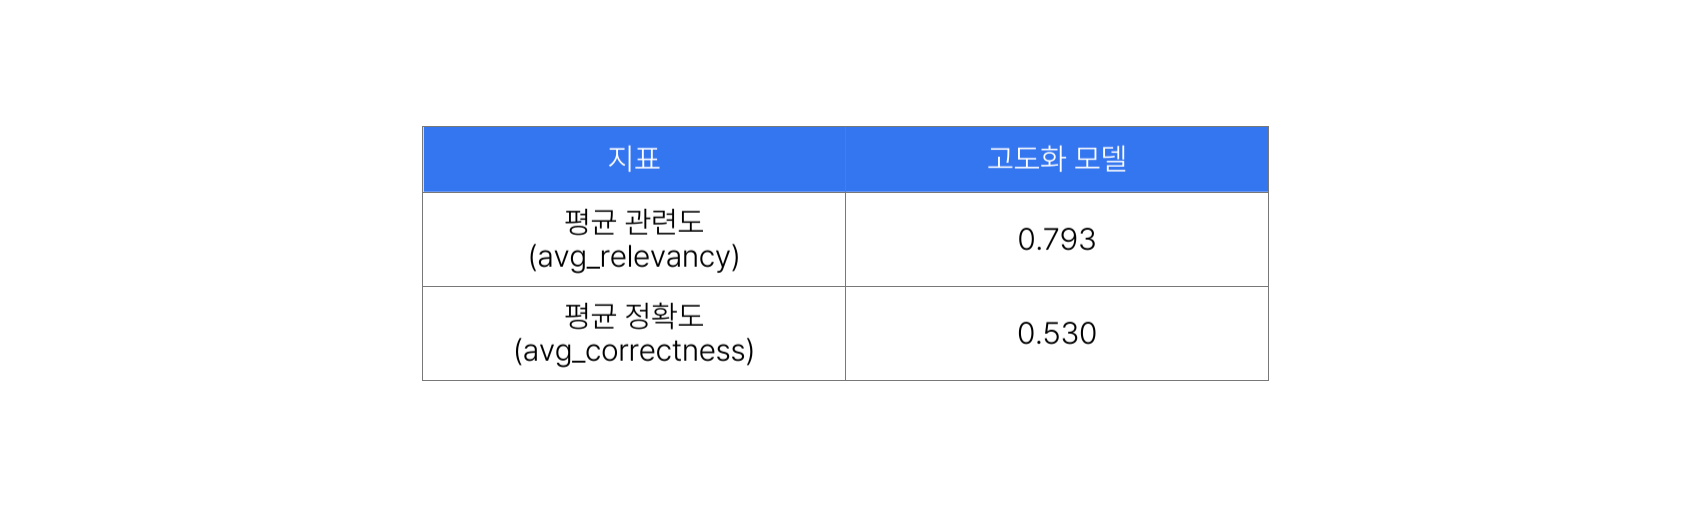 지표
고도화 모델
평균 관련도
(avg_relevancy)
0.793
평균 정확도
(avg_correctness)
0.530